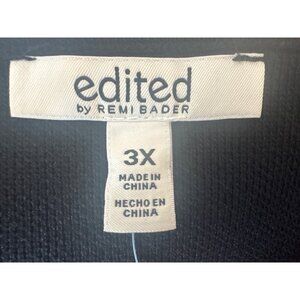 edited
by REMI BADER
3X
MADE IN
CHINA
HECHO EN
CHINA